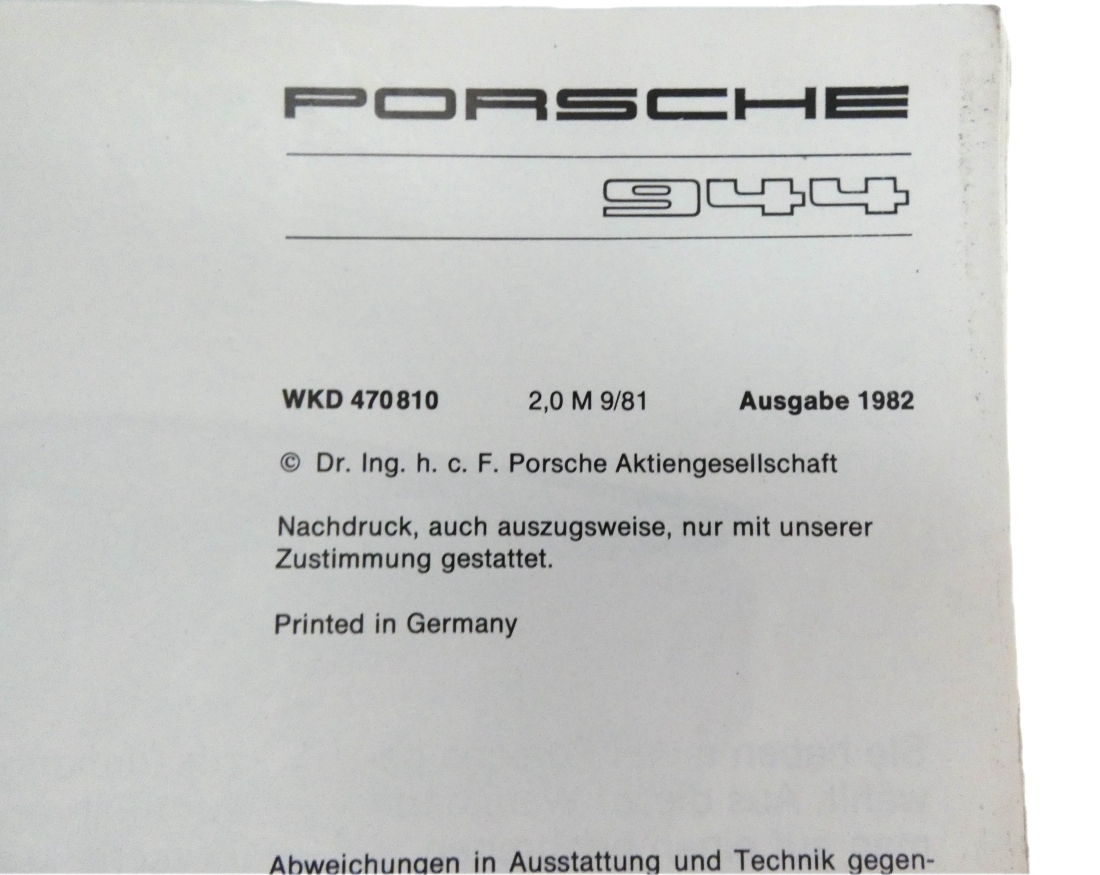 PORSCHE
944
WKD 470810 2,0 M 9/81 Ausgabe 1982
© Dr. Ing. h. c. F. Porsche Aktiengesellschaft
Nachdruck, auch auszugsweise, nur mit unserer
Zustimmung gestattet.
Printed in Germany
Abweichungen in Ausstattung und Technik gegen-